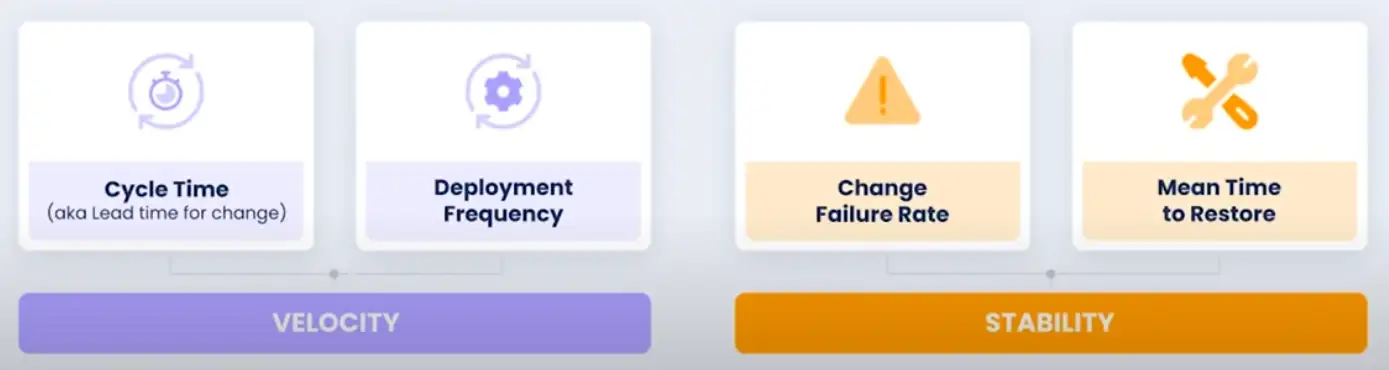 Cycle Time
(aka Lead time for change)
Deployment
Frequency
Change
Failure Rate
Mean Time
to Restore
VELOCITY
STABILITY